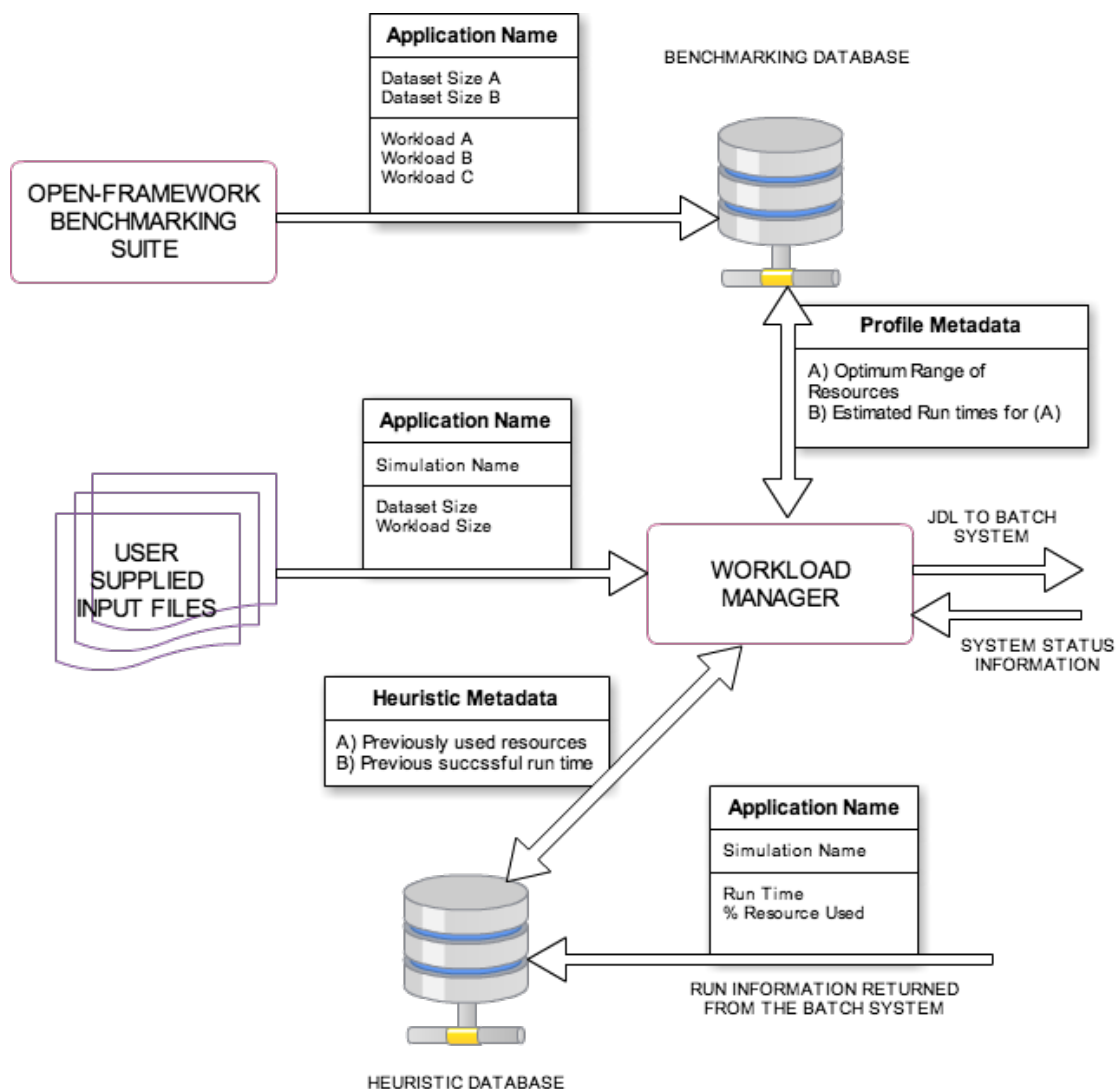 Application Name
Dataset Size A
Dataset Size B
Workload A
Workload B
Workload C
BENCHMARKING DATABASE
OPEN-FRAMEWORK
BENCHMARKING
SUITE
Profile Metadata
A) Optimum Range of
Resources
B) Estimated Run times for (A)
Application Name
Simulation Name
Dataset Size
Workload Size
USER
SUPPLIED
INPUT FILES
WORKLOAD
MANAGER
JDL TO BATCH
SYSTEM
SYSTEM STATUS
INFORMATION
Heuristic Metadata
A) Previously used resources
B) Previous succssful run time
Application Name
Simulation Name
Run Time
% Resource Used
RUN INFORMATION RETURNED
FROM THE BATCH SYSTEM
HEURISTIC DATABASE